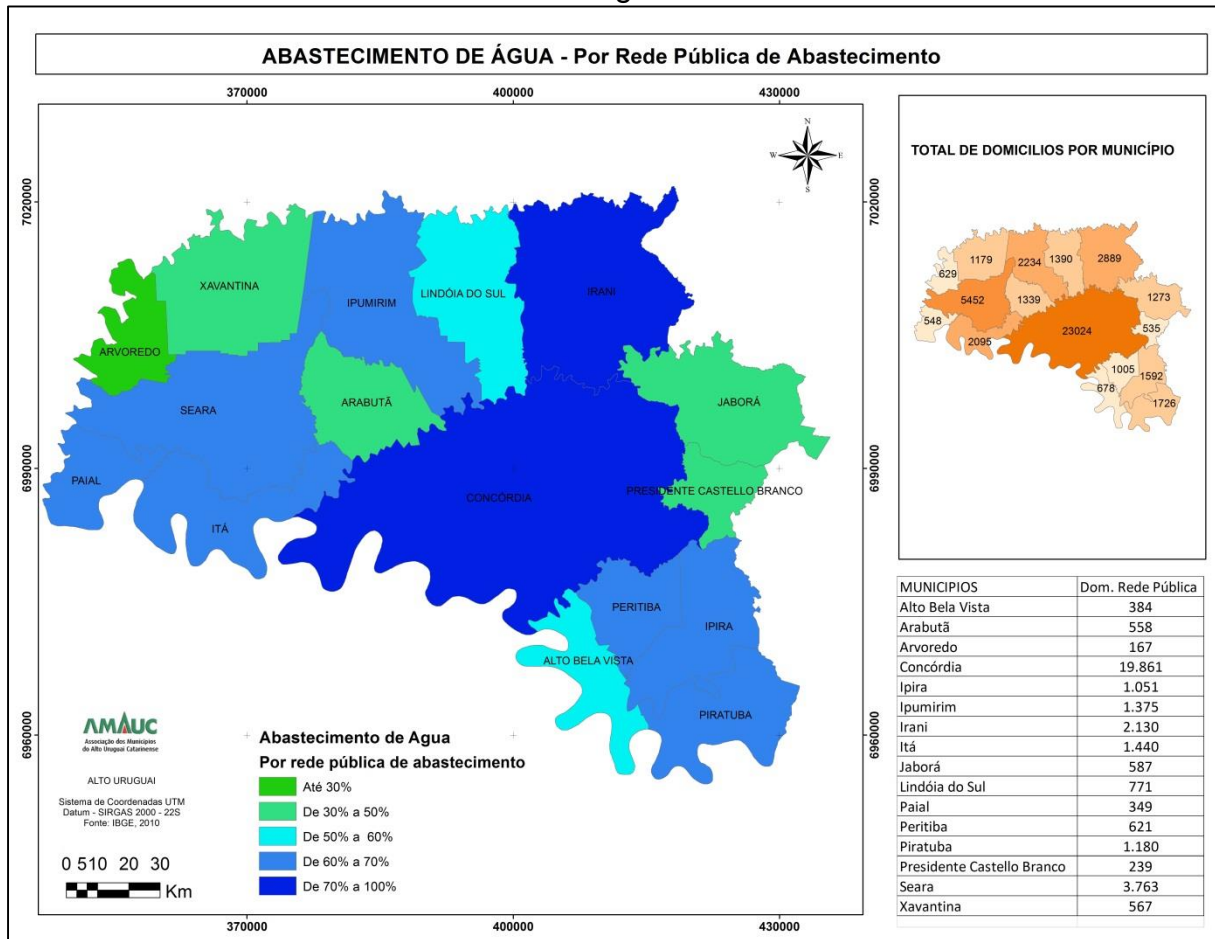 ABASTECIMENTO DE ÁGUA - Por Rede Pública de Abastecimento
370000
400000
430000
7020000
7020000
6990000
6990000
6960000
6960000
N
W
E
S
XAVANTINA
IPUMIRIM
LINDÓIA DO SUL
IRANI
ARVOREDO
SEARA
ARABUTÃ
JABORÁ
PAIAL
CONCÓRDIA
PRESIDENTE CASTELLO BRANCO
ITÁ
PERITIBA
IPIRA
ALTO BELA VISTA
PIRATUBA
AMAUC
Associação dos Municípios
do Alto Uruguai Catarinense
ALTO URUGUAI
Sistema de Coordenadas UTM
Datum - SIRGAS 2000 - 22S
Fonte: IBGE, 2010
0 510 20 30
Km
Abastecimento de Agua
Por rede pública de abastecimento
Até 30%
De 30% a 50%
De 50% a 60%
De 60% a 70%
De 70% a 100%
370000
400000
430000
TOTAL DE DOMICILIOS POR MUNICÍPIO
1179
2234
1390
2889
629
5452
1339
1273
548
2095
23024
535
1005
1592
678
1726
MUNICIPIOS Dom. Rede Pública
Alto Bela Vista 384
Arabutã 558
Arvoredo 167
Concórdia 19.861
Ipira 1.051
Ipumirim 1.375
Irani 2.130
Itá 1.440
Jaborá 587
Lindóia do Sul 771
Paial 349
Peritiba 621
Piratuba 1.180
Presidente Castello Branco 239
Seara 3.763
Xavantina 567